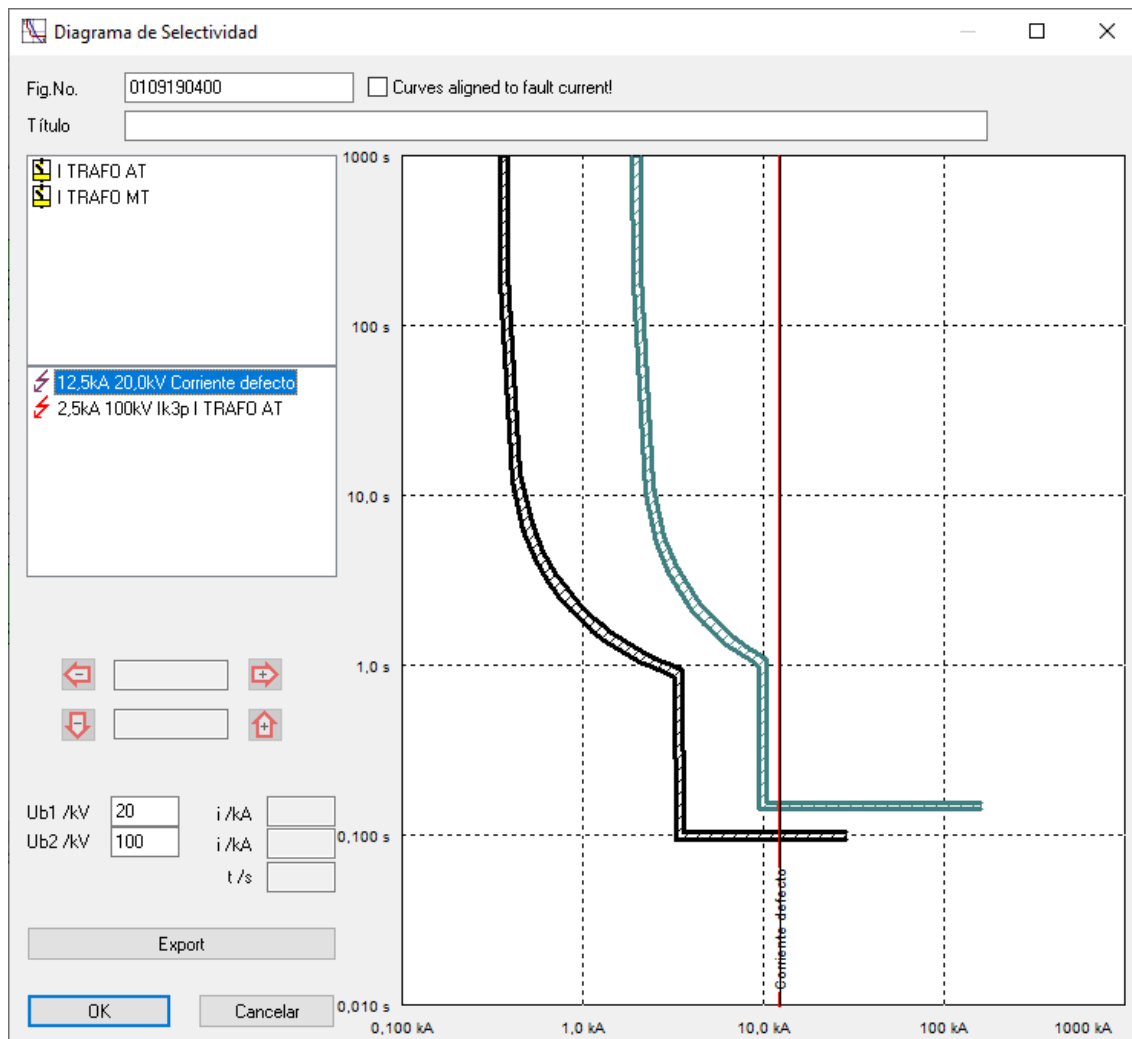 Diagrama de Selectividad
Fig.No. 0109190400 Curves aligned to fault current!
Título
I TRAFO AT
I TRAFO MT
12,5kA 20,0kV Corriente defecto
2,5kA 100kV Ik3p I TRAFO AT
Ub1 /kV 20 i /kA
Ub2 /kV 100 i /kA
t /s
Export
OK Cancelar
1000 s
100 s
10,0 s
1,0 s
0,100 s
0,010 s
Corriente defecto
0,100 kA 1,0 kA 10,0 kA 100 kA 1000 kA